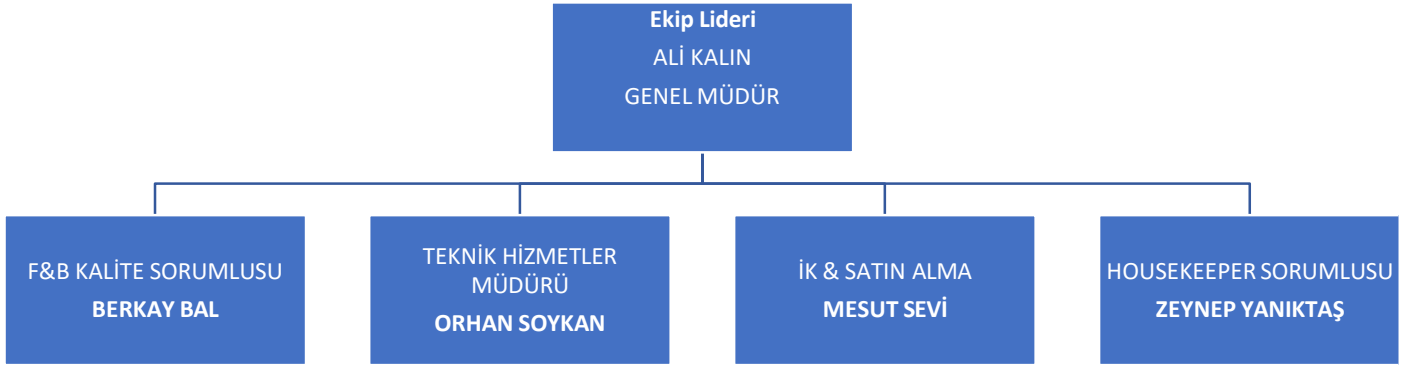 Ekip Lideri
ALİ KALIN
GENEL MÜDÜR
F&B KALİTE SORUMLUSU
BERKAY BAL
TEKNİK HİZMETLER
MÜDÜRÜ
ORHAN SOYKAN
İK & SATIN ALMA
MESUT SEVİ
HOUSEKEEPER SORUMLUSU
ZEYNEP YANIKTAŞ